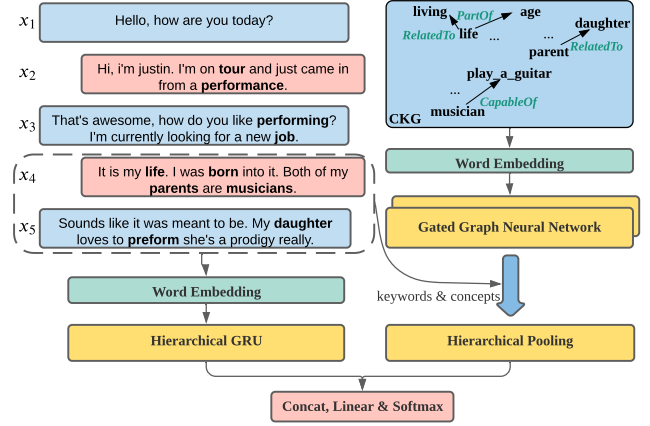 x1
Hello, how are you today?
x2
Hi, i'm justin. I'm on tour and just came in
from a performance.
x3
That's awesome, how do you like performing?
I'm currently looking for a new job.
x4
It is my life. I was born into it. Both of my
parents are musicians.
x5
Sounds like it was meant to be. My daughter
loves to preform she's a prodigy really.
Word Embedding
Hierarchical GRU
living
PartOf
age
RelatedTo
life
...
...
daughter
parent
RelatedTo
play_a_guitar
...
musician
CapableOf
CKG
Word Embedding
Gated Graph Neural Network
keywords & concepts
Hierarchical Pooling
Concat, Linear & Softmax